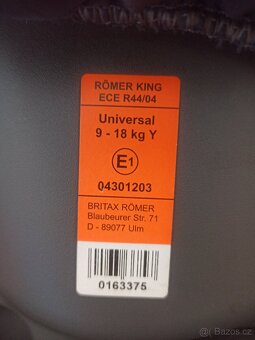 RÖMER KING
ECE R44/04
Universal
9 - 18 kg Y
E1
04301203
BRITAX RÖMER
Blaubeurer Str. 71
D - 89077 Ulm
0163375
Bazos.cz